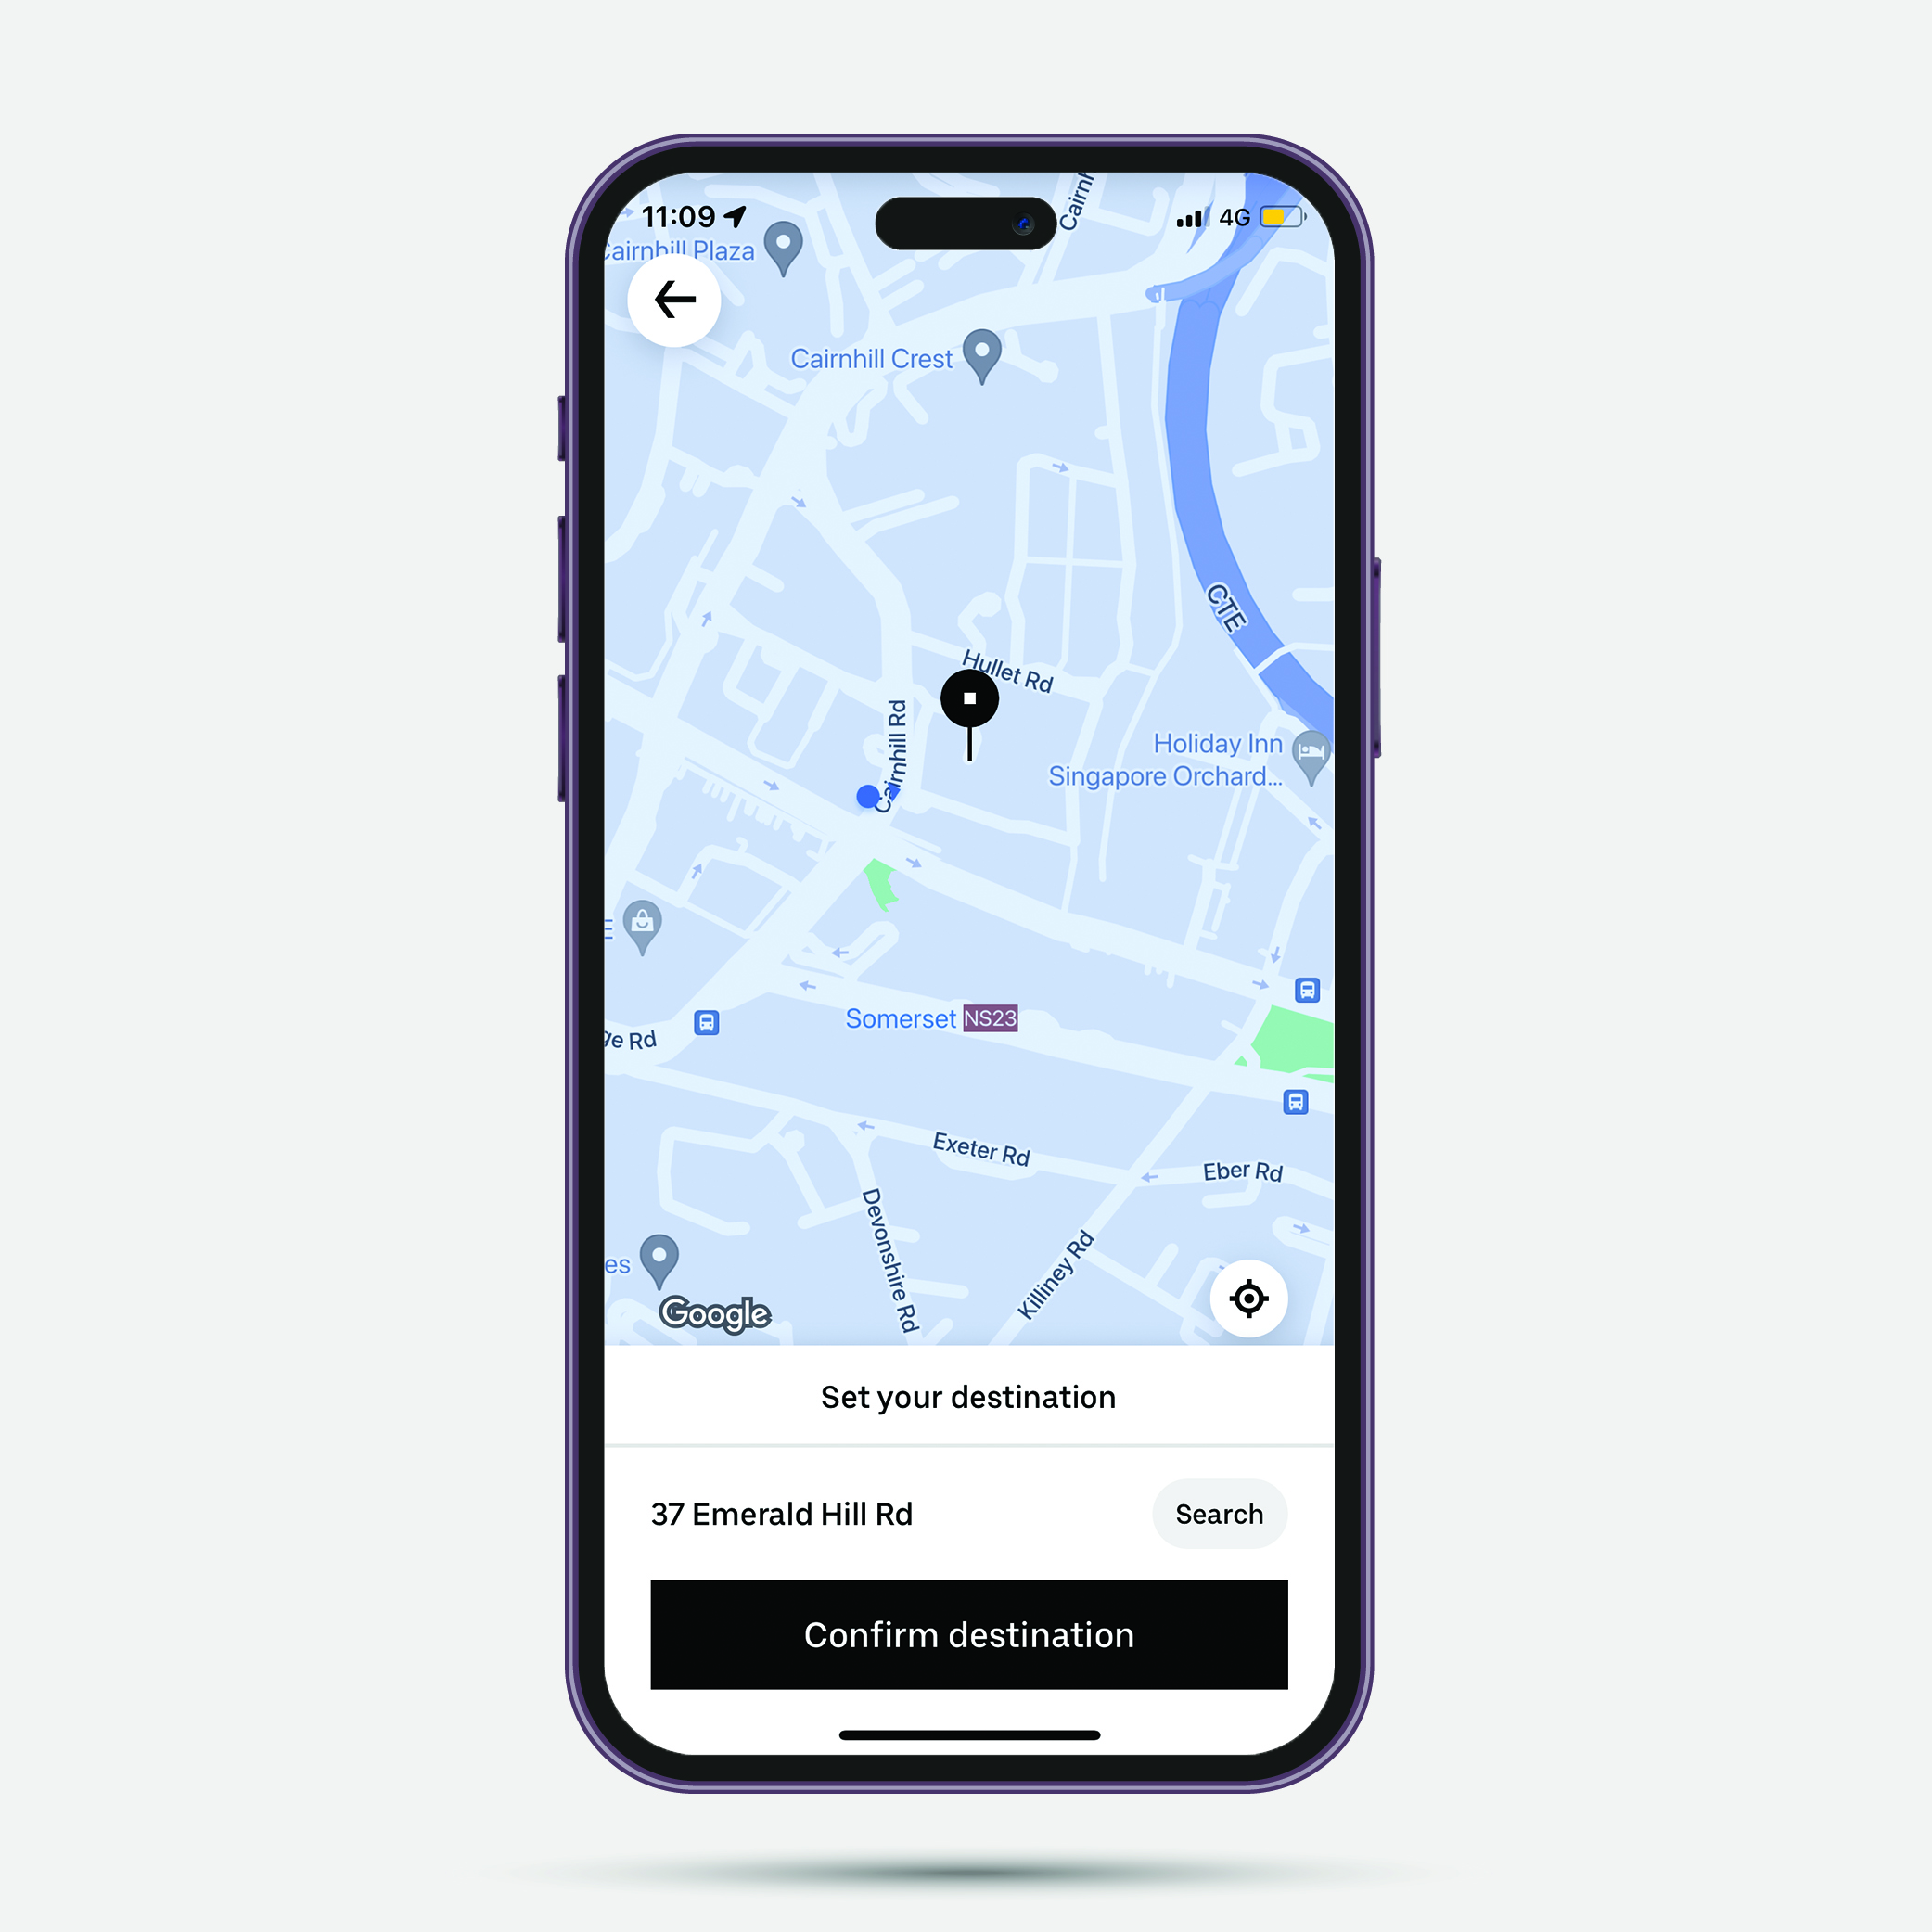 11:09
4G
Cairnh
Cairnhill Plaza
Cairnhill Crest
CTE
Hullet Rd
Cairnhill Rd
Holiday Inn
Singapore Orchard...
E
Somerset NS23
ge Rd
Exeter Rd
Eber Rd
Devonshire Rd
Killiney Rd
es
Google
Set your destination
37 Emerald Hill Rd
Search
Confirm destination